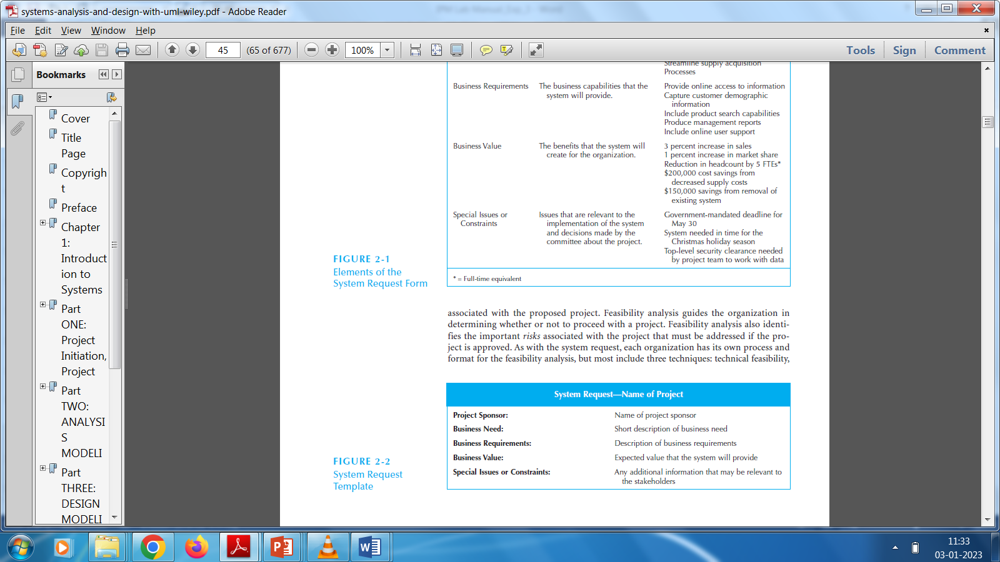 systems-analysis-and-design-with-uml-wiley.pdf - Adobe Reader
File Edit View Window Help
45 (65 of 677) 100% Tools Sign Comment
Bookmarks
Cover
Title
Page
Copyrigh
t
Preface
Chapter
1:
Introduct
ion to
Systems
Part
ONE:
Project
Initiation,
Project
Part
TWO:
ANALYSI
S
MODELI
Part
THREE:
DESIGN
MODELI
Streamline supply acquisition
Processes
Business Requirements The business capabilities that the Provide online access to information
system will provide. Capture customer demographic
information
Include product search capabilities
Produce management reports
Include online user support
Business Value The benefits that the system will 3 percent increase in sales
create for the organization. 1 percent increase in market share
Reduction in headcount by 5 FTEs*
$200,000 cost savings from
decreased supply costs
$150,000 savings from removal of
existing system
Special Issues or Issues that are relevant to the Government-mandated deadline for
Constraints implementation of the system May 30
and decisions made by the System needed in time for the
committee about the project. Christmas holiday season
Top-level security clearance needed
by project team to work with data
* = Full-time equivalent
FIGURE 2-1
Elements of the
System Request Form
associated with the proposed project. Feasibility analysis guides the organization in
determining whether or not to proceed with a project. Feasibility analysis also identi-
fies the important risks associated with the project that must be addressed if the pro-
ject is approved. As with the system request, each organization has its own process and
format for the feasibility analysis, but most include three techniques: technical feasibility,
System Request—Name of Project
Project Sponsor: Name of project sponsor
Business Need: Short description of business need
Business Requirements: Description of business requirements
Business Value: Expected value that the system will provide
Special Issues or Constraints: Any additional information that may be relevant to
the stakeholders
FIGURE 2-2
System Request
Template
11:33
03-01-2023